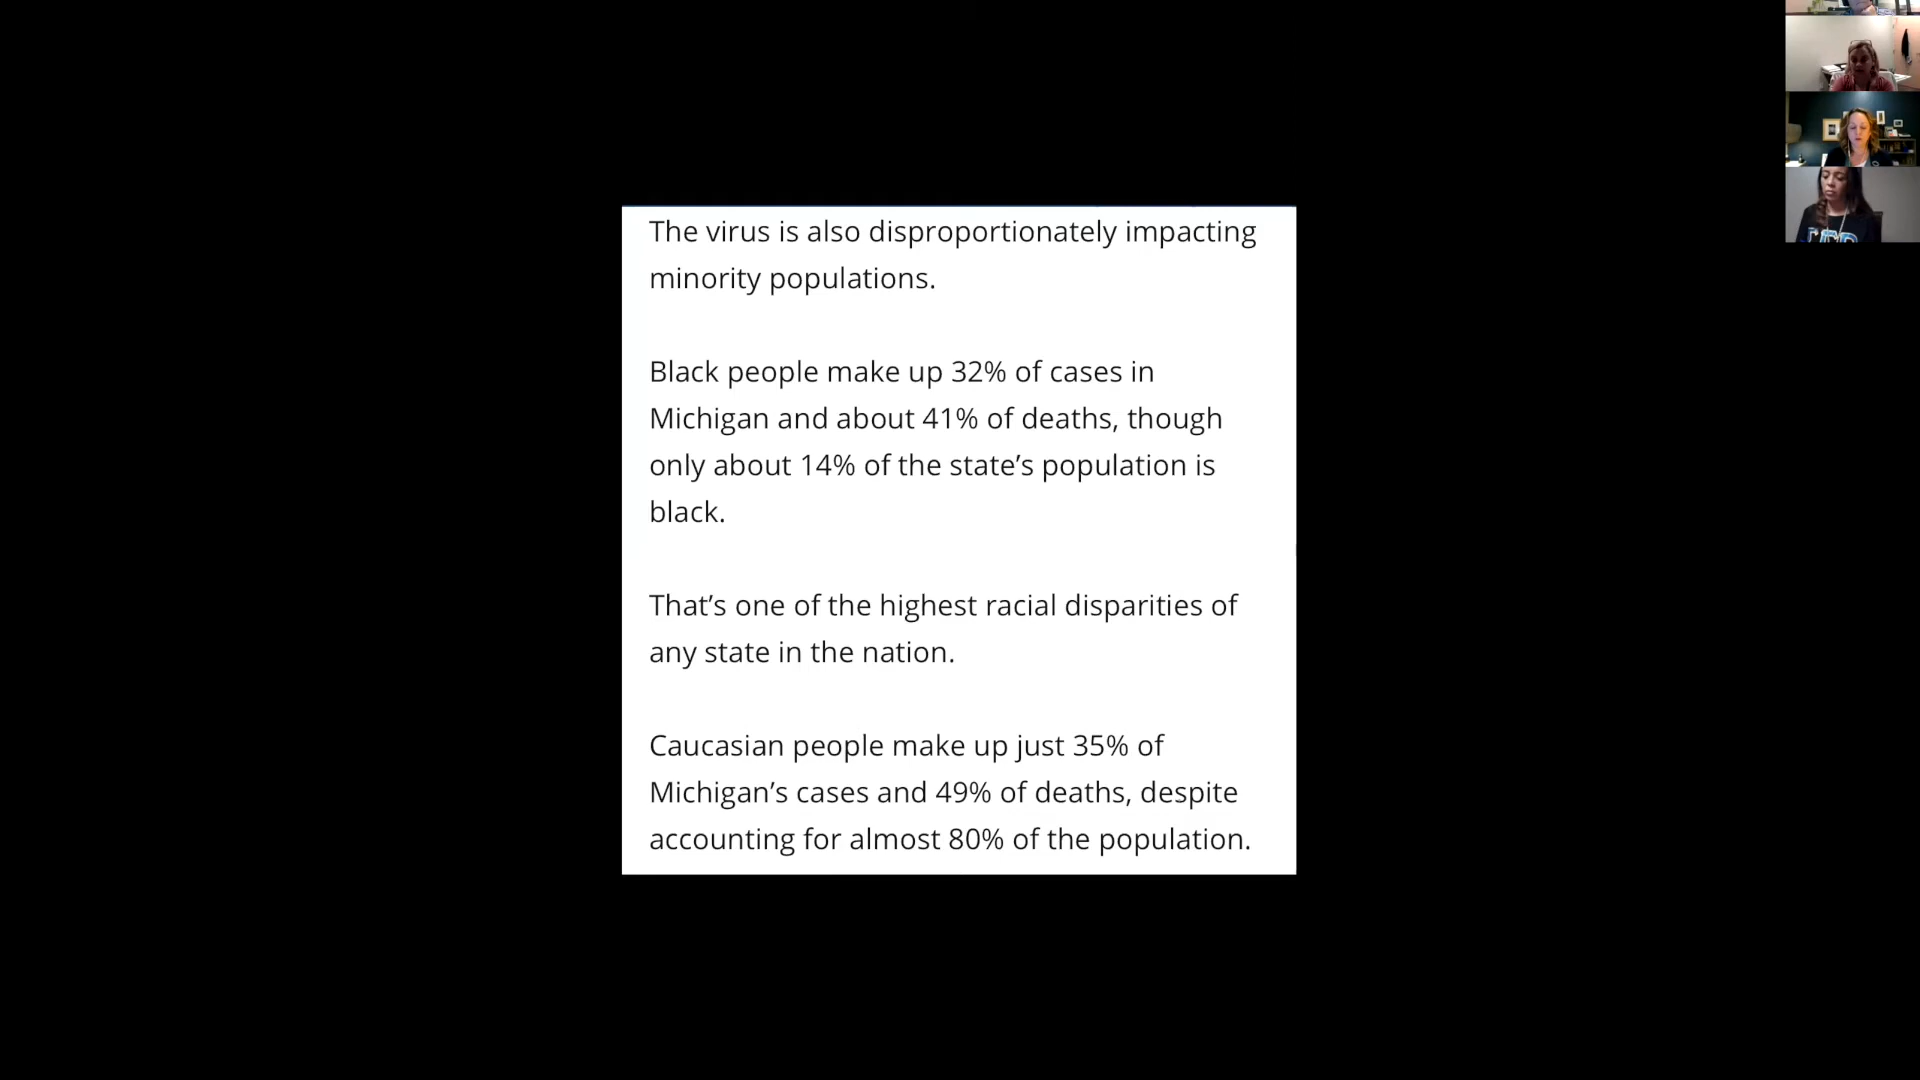 The virus is also disproportionately impacting
minority populations.
Black people make up 32% of cases in
Michigan and about 41% of deaths, though
only about 14% of the state’s population is
black.
That’s one of the highest racial disparities of
any state in the nation.
Caucasian people make up just 35% of
Michigan’s cases and 49% of deaths, despite
accounting for almost 80% of the population.